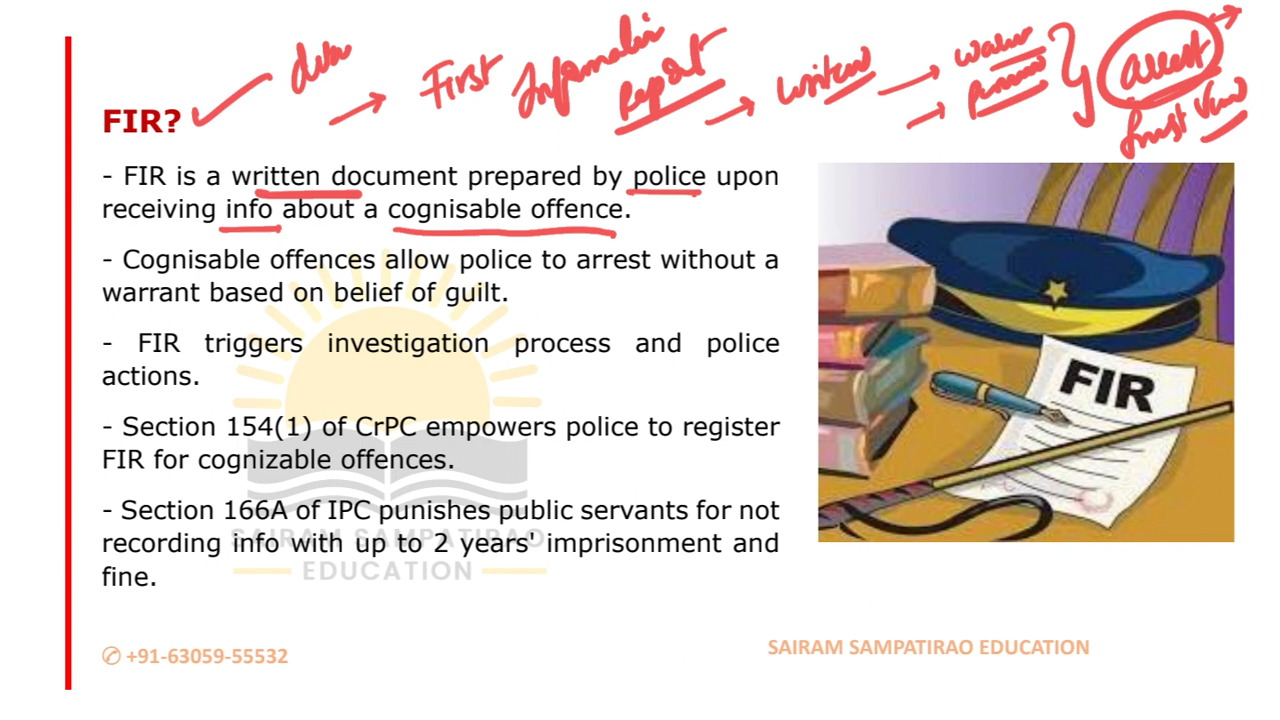 First Information
Report
arrest
FIR?
- FIR is a written document prepared by police upon
receiving info about a cognisable offence.
- Cognisable offences allow police to arrest without a
warrant based on belief of guilt.
- FIR triggers investigation process and police
actions.
- Section 154(1) of CrPC empowers police to register
FIR for cognizable offences.
- Section 166A of IPC punishes public servants for not
recording info with up to 2 years' imprisonment and
fine.
SAIRAM SAMPATIRAO
EDUCATION
FIR
✆ +91-63059-55532
SAIRAM SAMPATIRAO EDUCATION